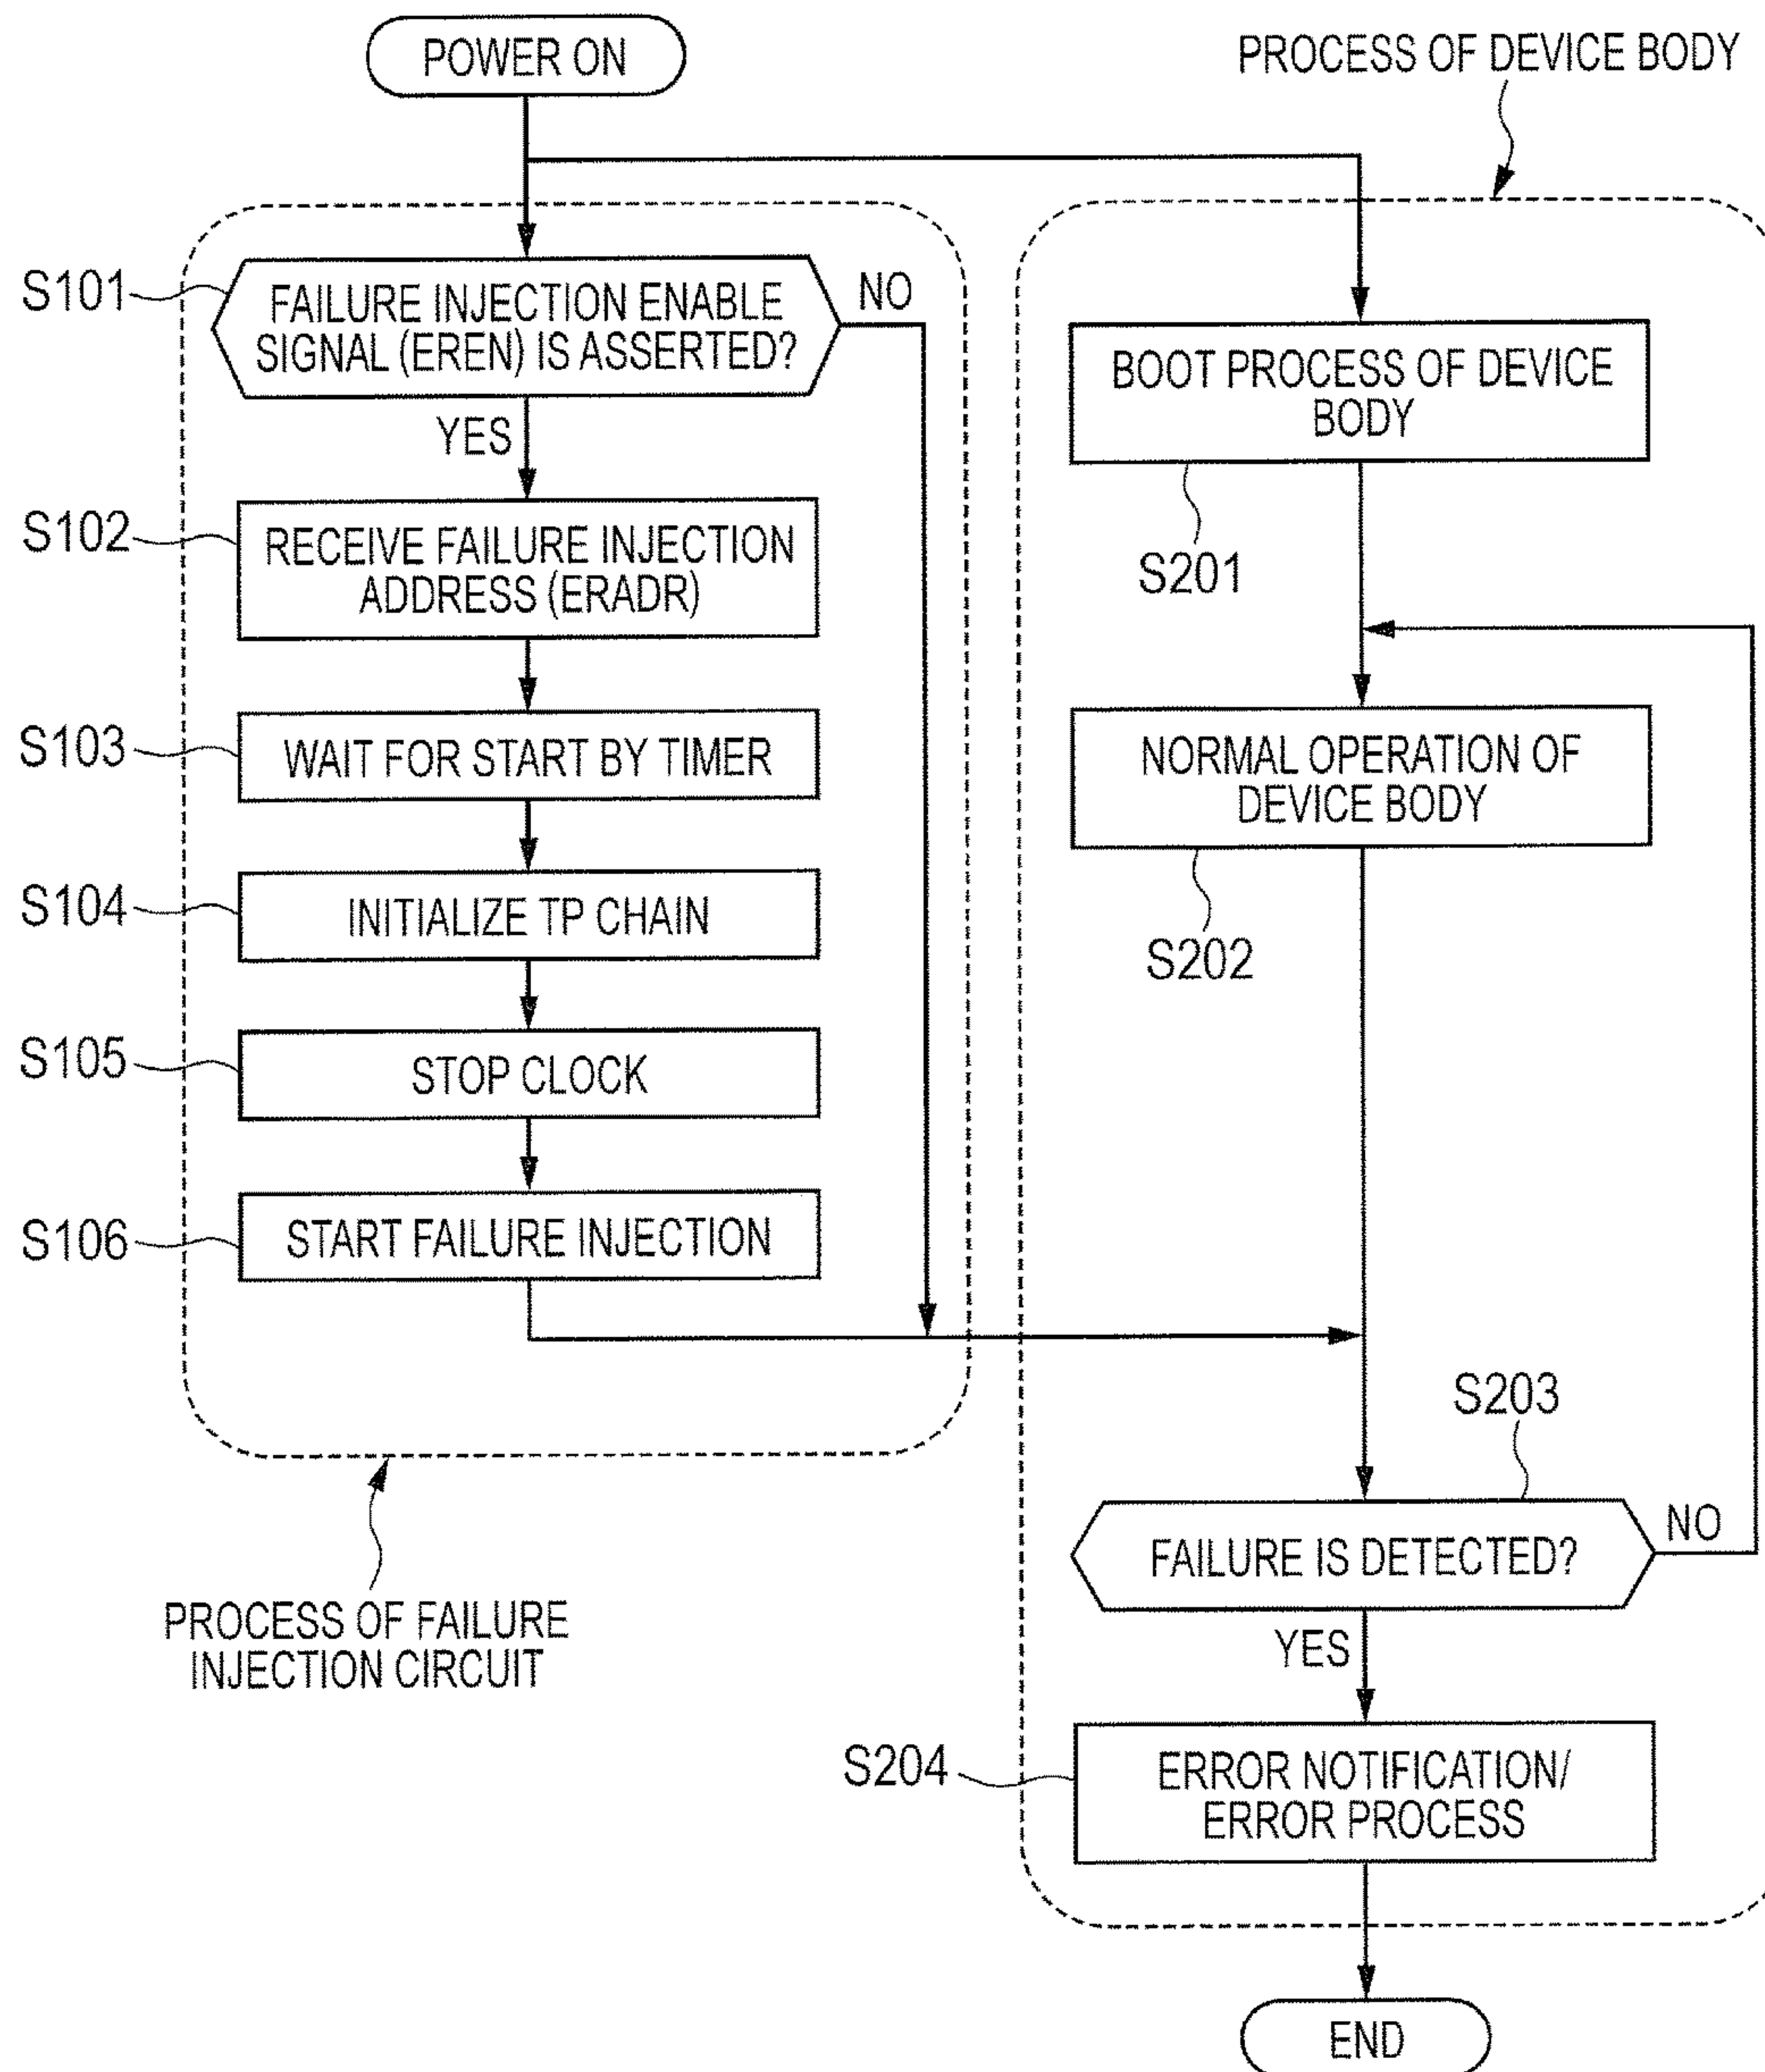 POWER ON
PROCESS OF DEVICE BODY
S101
FAILURE INJECTION ENABLE
SIGNAL (EREN) IS ASSERTED?
NO
YES
S102
RECEIVE FAILURE INJECTION
ADDRESS (ERADR)
S103
WAIT FOR START BY TIMER
S104
INITIALIZE TP CHAIN
S105
STOP CLOCK
S106
START FAILURE INJECTION
PROCESS OF FAILURE
INJECTION CIRCUIT
BOOT PROCESS OF DEVICE
BODY
S201
NORMAL OPERATION OF
DEVICE BODY
S202
S203
FAILURE IS DETECTED?
NO
YES
S204
ERROR NOTIFICATION/
ERROR PROCESS
END